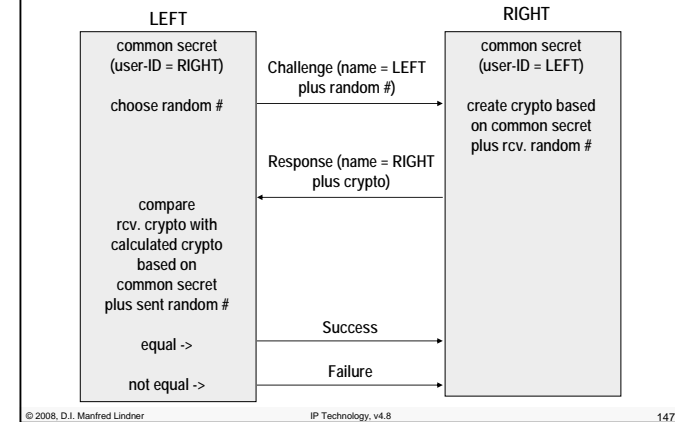 LEFT
RIGHT
common secret
(user-ID = RIGHT)
choose random #
Challenge (name = LEFT
plus random #)
common secret
(user-ID = LEFT)
create crypto based
on common secret
plus rcv. random #
Response (name = RIGHT
plus crypto)
compare
rcv. crypto with
calculated crypto
based on
common secret
plus sent random #
Success
equal ->
Failure
not equal ->
© 2008, D.I. Manfred Lindner
IP Technology, v4.8
147